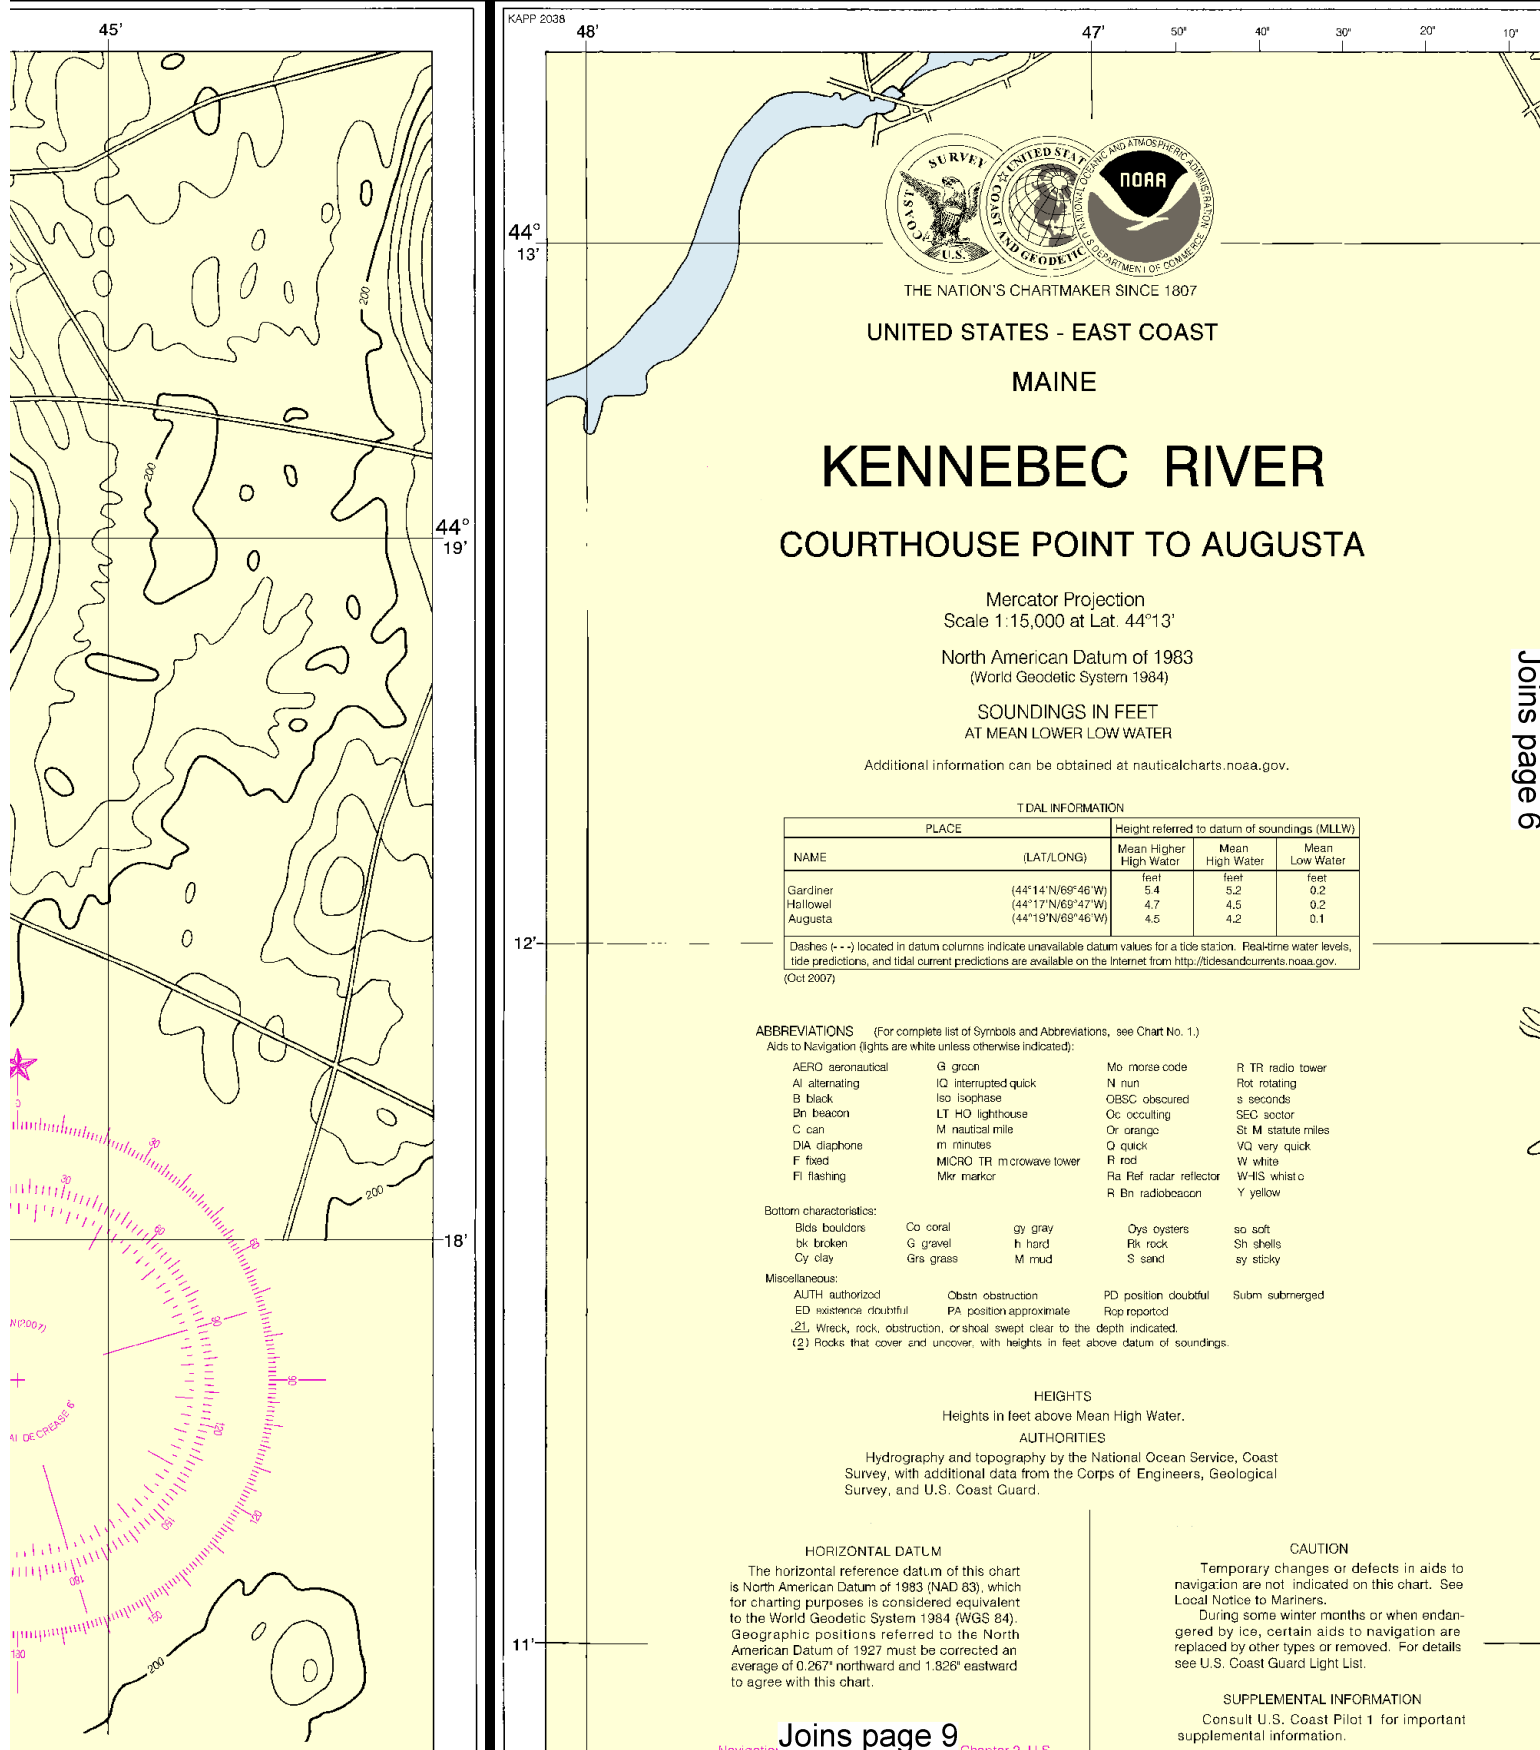 KAPP 2038
45'
48'
47'
50"
40"
30"
20"
10"
200
200
44°
19'
18'
200
200
0
30
60
90
120
150
180
30
60
90
120
150
180
N(2007)
DECREASE 6'
44°
13'
12'
11'
COAST SURVEY U.S.
UNITED STAT
COAST AND GEODETIC
NATIONAL OCEANIC AND ATMOSPHERIC ADMINISTRATION
NOAA
U.S. DEPARTMENT OF COMMERCE
THE NATION'S CHARTMAKER SINCE 1807
UNITED STATES - EAST COAST
MAINE
KENNEBEC RIVER
COURTHOUSE POINT TO AUGUSTA
Mercator Projection
Scale 1:15,000 at Lat. 44°13'
North American Datum of 1983
(World Geodetic System 1984)
SOUNDINGS IN FEET
AT MEAN LOWER LOW WATER
Additional information can be obtained at nauticalcharts.noaa.gov.
Joins page 6
T DAL INFORMATION
PLACE Height referred to datum of soundings (MLLW)
NAME (LAT/LONG) Mean Higher High Water Mean High Water Mean Low Water
feet feet feet
Gardiner (44°14'N/69°46'W) 5.4 5.2 0.2
Hallowel (44°17'N/69°47'W) 4.7 4.5 0.2
Augusta (44°19'N/69°46'W) 4.5 4.2 0.1
Dashes (- - -) located in datum columns indicate unavailable datum values for a tide station. Real-time water levels,
tide predictions, and tidal current predictions are available on the Internet from http://tidesandcurrents.noaa.gov.
(Oct 2007)
ABBREVIATIONS (For complete list of Symbols and Abbreviations, see Chart No. 1.)
Aids to Navigation (lights are white unless otherwise indicated):
AERO aeronautical G green Mo morse code R TR radio tower
Al alternating IQ interrupted quick N nun Rot rotating
B black Iso isophase OBSC obscured s seconds
Bn beacon LT HO lighthouse Oc occulting SEC sector
C can M nautical mile Or orange St M statute miles
DIA diaphone m minutes Q quick VQ very quick
F fixed MICRO TR m crowave tower R red W white
Fl flashing Mkr marker Ra Ref radar reflector WHIS whistle
R Bn radiobeacon Y yellow
Bottom characteristics:
Blds boulders Co coral gy gray Oys oysters so soft
bk broken G gravel h hard Rk rock Sh shells
Cy clay Grs grass M mud S sand sy sticky
Miscellaneous:
AUTH authorized Obstn obstruction PD position doubtful Subm submerged
ED existence doubtful PA position approximate Rep reported
21, Wreck, rock, obstruction, or shoal swept clear to the depth indicated.
(2) Rocks that cover and uncover, with heights in feet above datum of soundings.
HEIGHTS
Heights in feet above Mean High Water.
AUTHORITIES
Hydrography and topography by the National Ocean Service, Coast
Survey, with additional data from the Corps of Engineers, Geological
Survey, and U.S. Coast Guard.
HORIZONTAL DATUM
The horizontal reference datum of this chart
is North American Datum of 1983 (NAD 83), which
for charting purposes is considered equivalent
to the World Geodetic System 1984 (WGS 84).
Geographic positions referred to the North
American Datum of 1927 must be corrected an
average of 0.267" northward and 1.826" eastward
to agree with this chart.
CAUTION
Temporary changes or defects in aids to
navigation are not indicated on this chart. See
Local Notice to Mariners.
During some winter months or when endan-
gered by ice, certain aids to navigation are
replaced by other types or removed. For details
see U.S. Coast Guard Light List.
SUPPLEMENTAL INFORMATION
Consult U.S. Coast Pilot 1 for important
supplemental information.
Joins page 9